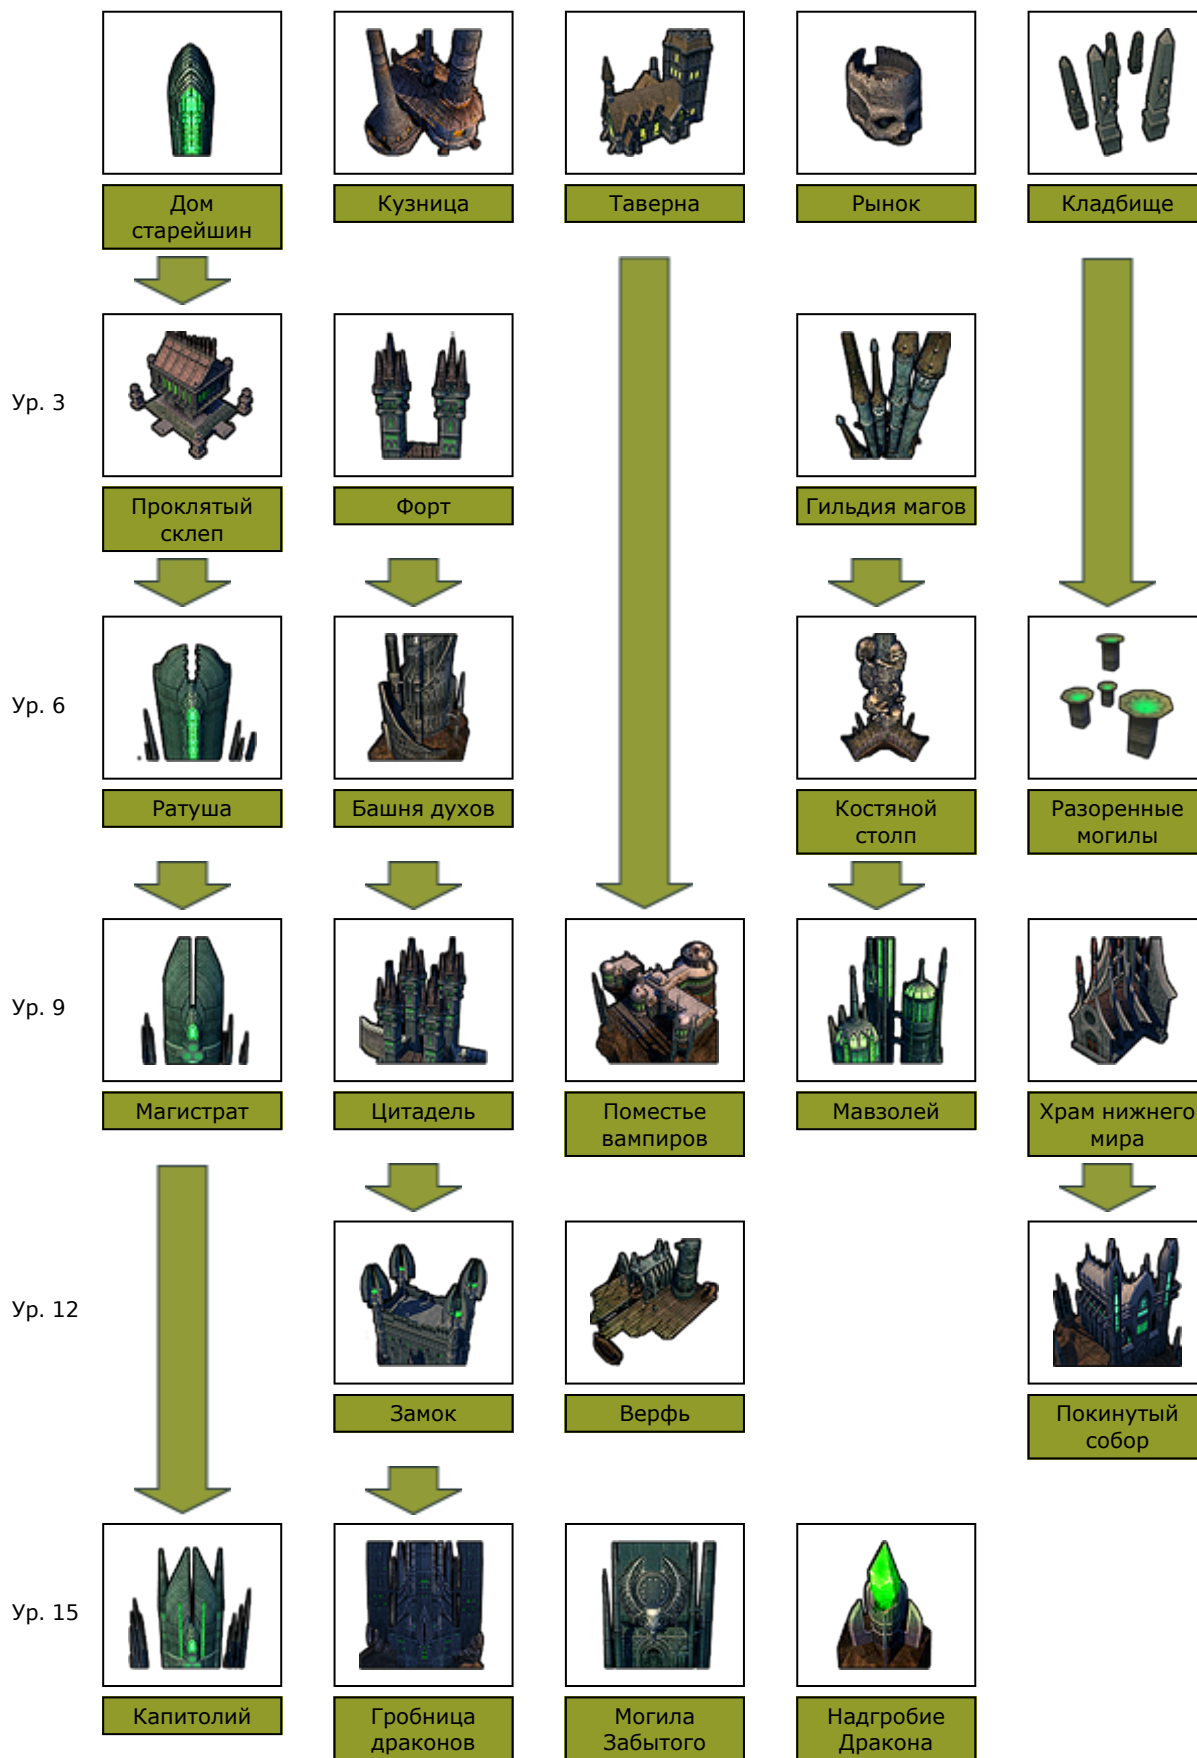 Дом
старейшин
Кузница
Таверна
Рынок
Кладбище
Ур. 3
Проклятый
склеп
Форт
Гильдия магов
Ур. 6
Ратуша
Башня духов
Костяной
столп
Разоренные
могилы
Ур. 9
Магистрат
Цитадель
Поместье
вампиров
Мавзолей
Храм нижнего
мира
Ур. 12
Замок
Верфь
Покинутый
собор
Ур. 15
Капитолий
Гробница
драконов
Могила
Забытого
Надгробие
Дракона